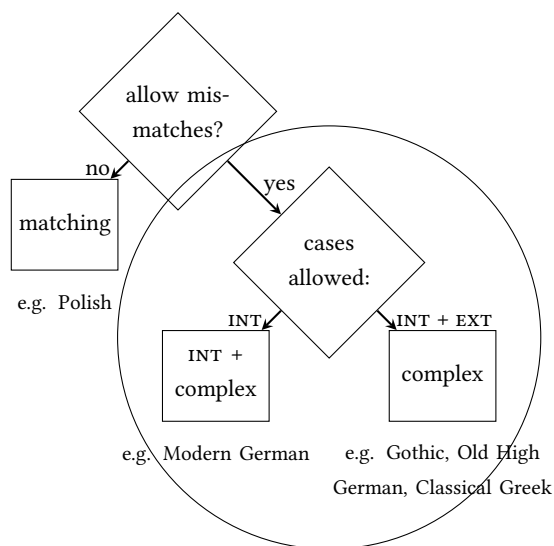 allow mis-
matches?
no
yes
matching
e.g. Polish
cases
allowed:
INT
INT + EXT
INT +
complex
complex
e.g. Modern German
e.g. Gothic, Old High
German, Classical Greek